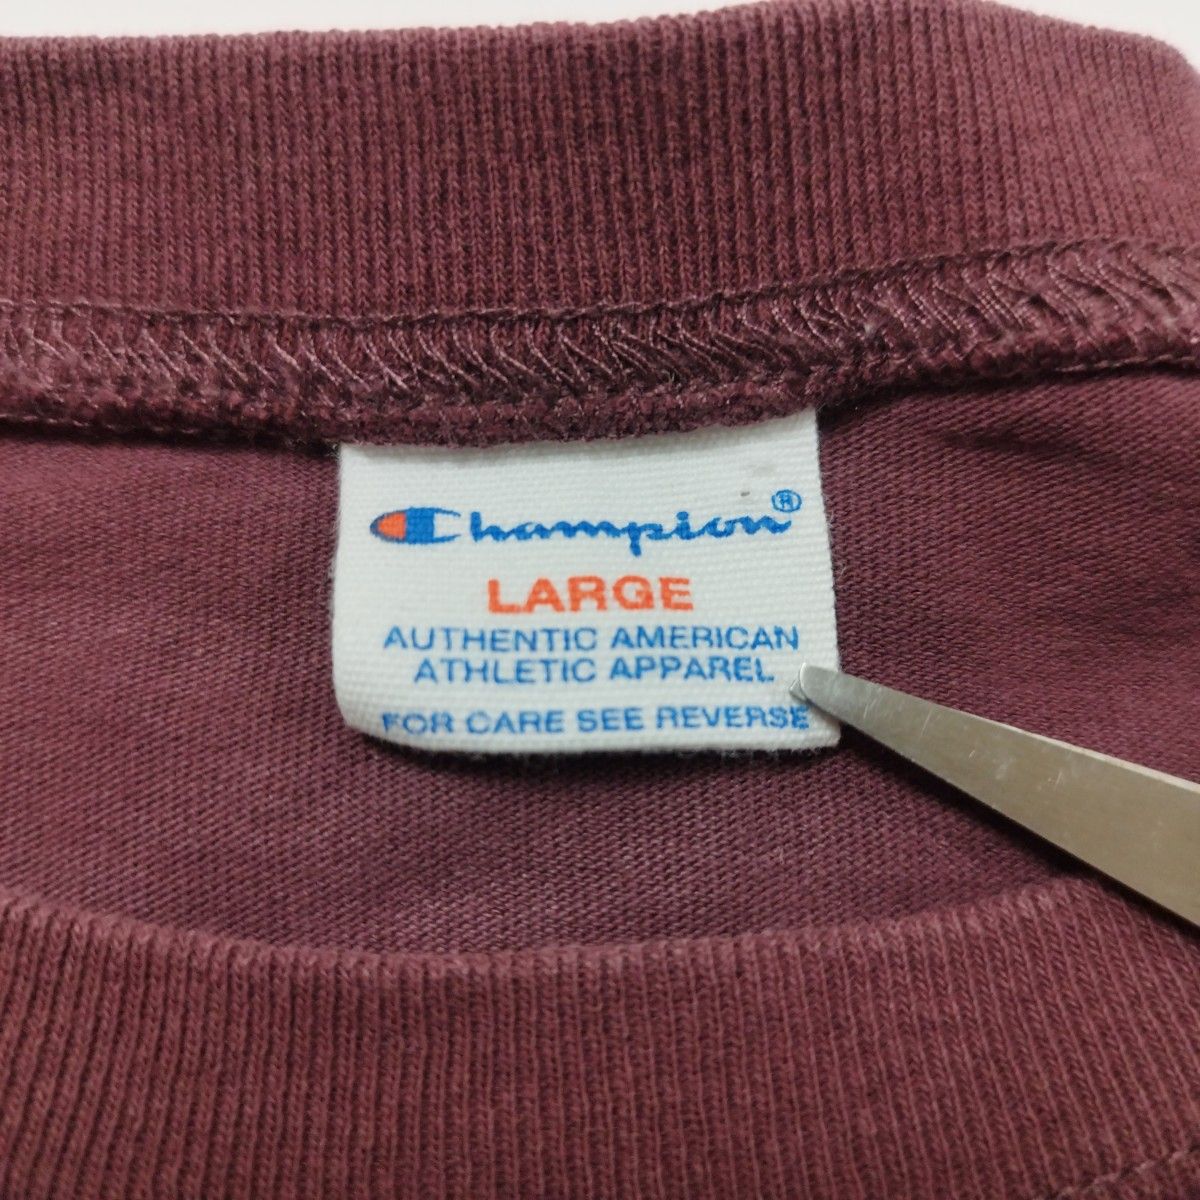 Champion®
LARGE
AUTHENTIC AMERICAN
ATHLETIC APPAREL
FOR CARE SEE REVERSE